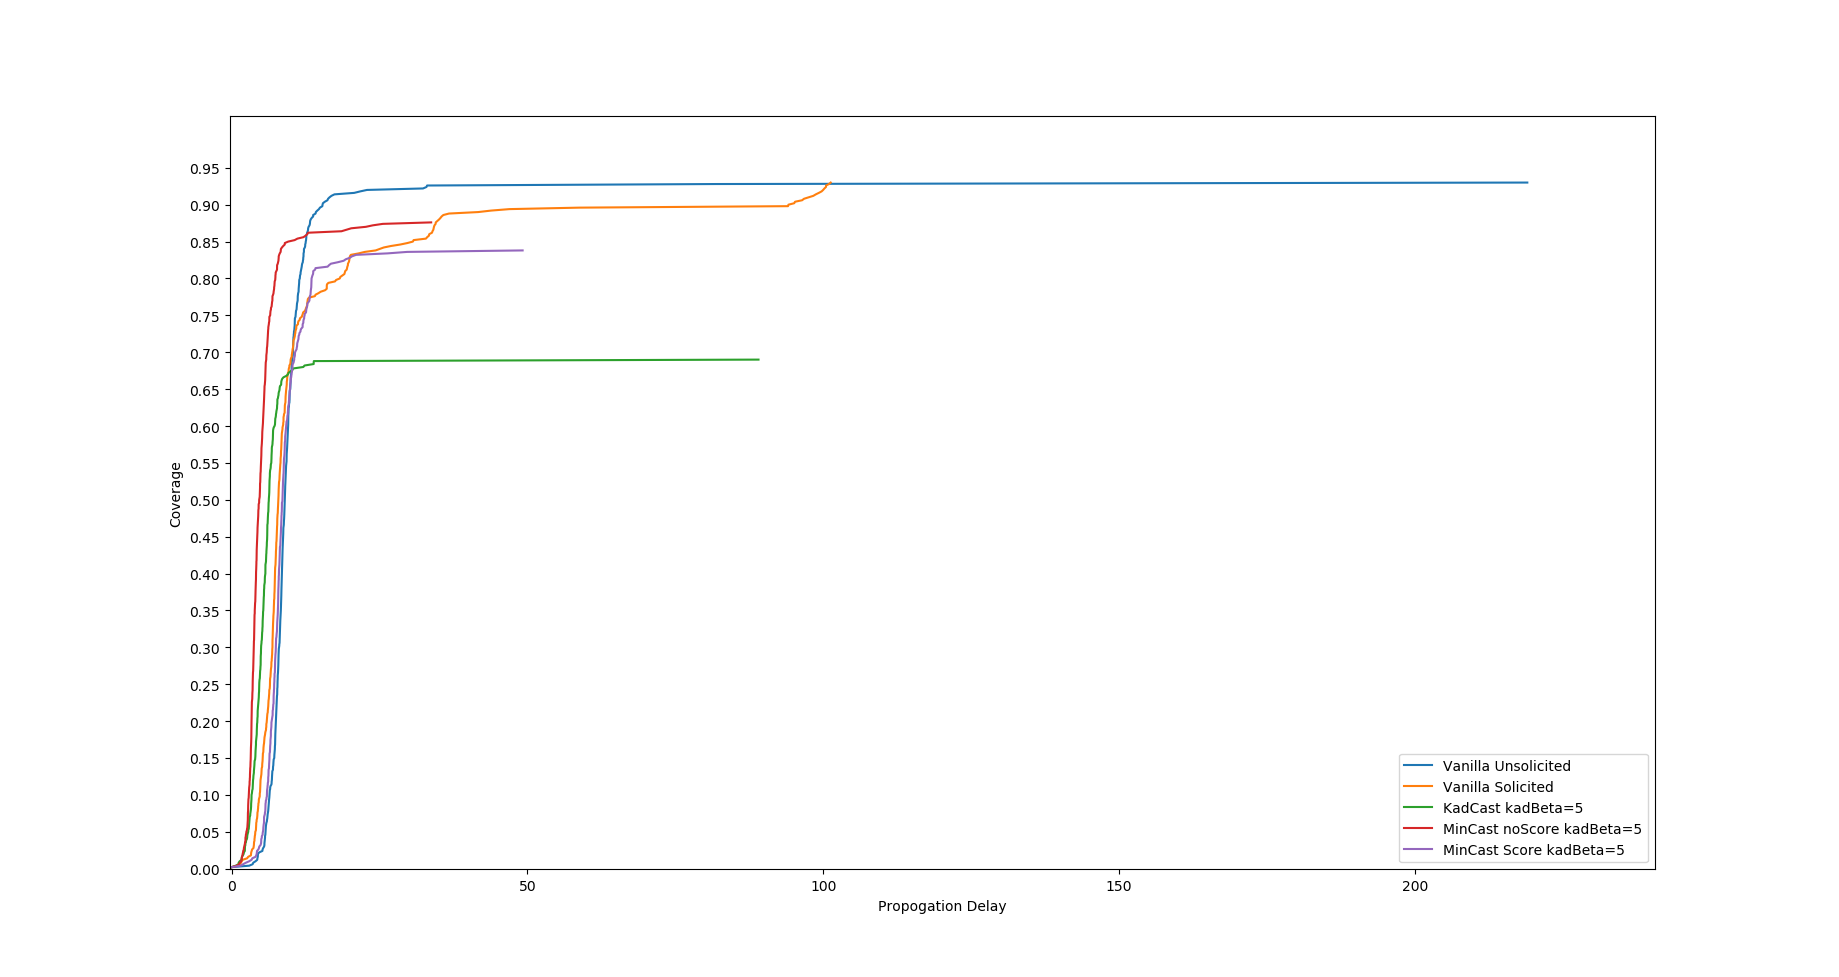 0.95
0.90
0.85
0.80
0.75
0.70
0.65
0.60
0.55
0.50
0.45
0.40
0.35
0.30
0.25
0.20
0.15
0.10
0.05
0.00
Coverage
0 50 100 150 200
Propogation Delay
Vanilla Unsolicited
Vanilla Solicited
KadCast kadBeta=5
MinCast noScore kadBeta=5
MinCast Score kadBeta=5